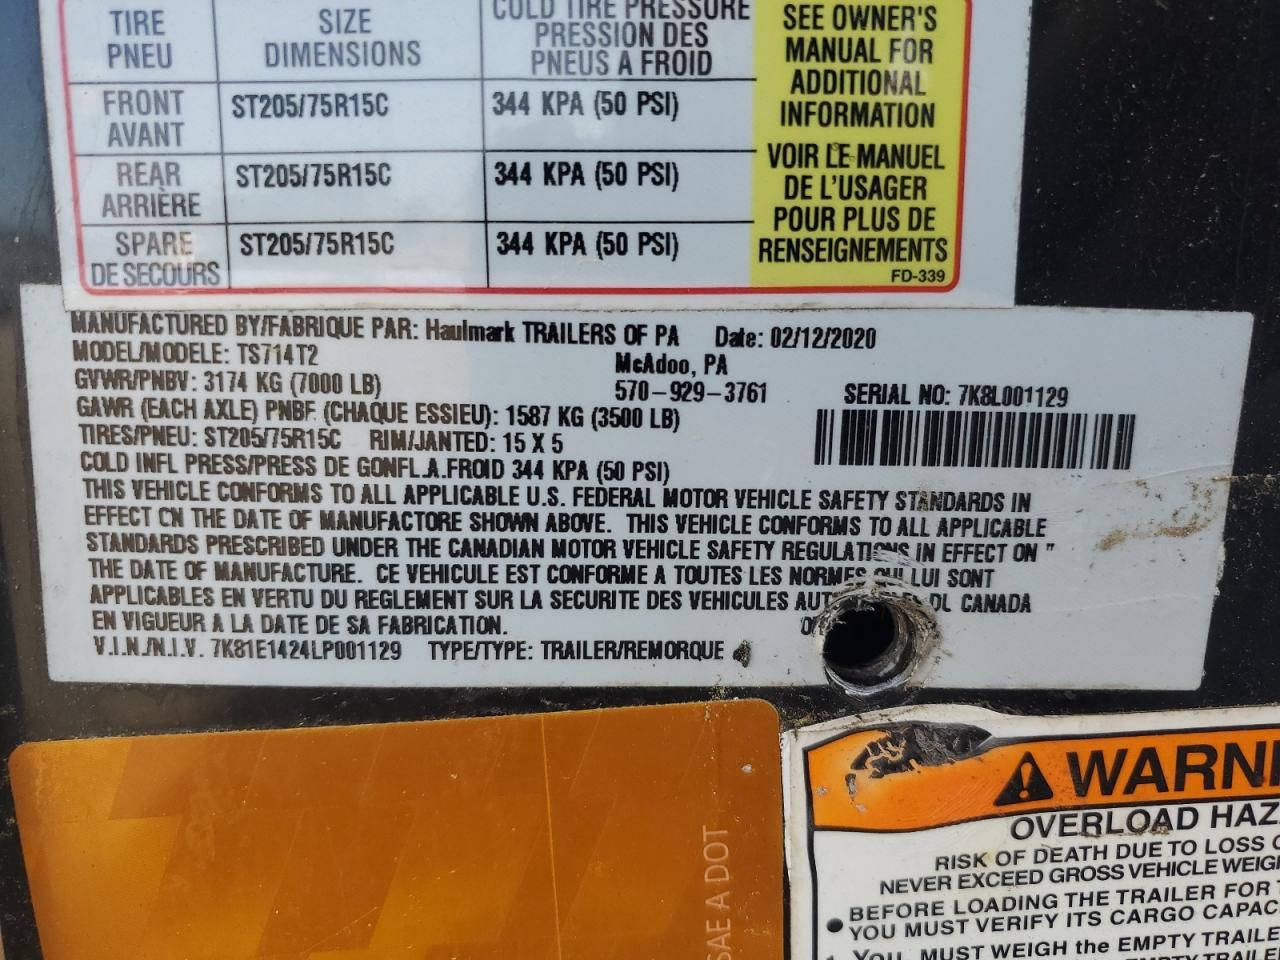 TIRE SIZE COLD TIRE PRESSURE
PNEU DIMENSIONS PRESSION DES
PNEUS A FROID
FRONT ST205/75R15C 344 KPA (50 PSI)
AVANT
REAR ST205/75R15C 344 KPA (50 PSI)
ARRIÈRE
SPARE ST205/75R15C 344 KPA (50 PSI)
DE SECOURS
SEE OWNER'S
MANUAL FOR
ADDITIONAL
INFORMATION
VOIR LE MANUEL
DE L'USAGER
POUR PLUS DE
RENSEIGNEMENTS
FD-339
MANUFACTURED BY/FABRIQUE PAR: Haulmark TRAILERS OF PA Date: 02/12/2020
MODEL/MODELE: TS714T2 McAdoo, PA
GVWR/PNBV: 3174 KG (7000 LB) 570-929-3761 SERIAL NO: 7K8L001129
GAWR (EACH AXLE) PNBF (CHAQUE ESSIEU): 1587 KG (3500 LB)
TIRES/PNEU: ST205/75R15C RIM/JANTED: 15 X 5
COLD INFL PRESS/PRESS DE GONFL.A.FROID 344 KPA (50 PSI)
THIS VEHICLE CONFORMS TO ALL APPLICABLE U.S. FEDERAL MOTOR VEHICLE SAFETY STANDARDS IN
EFFECT ON THE DATE OF MANUFACTORE SHOWN ABOVE. THIS VEHICLE CONFORMS TO ALL APPLICABLE
STANDARDS PRESCRIBED UNDER THE CANADIAN MOTOR VEHICLE SAFETY REGULATIONS IN EFFECT ON "
THE DATE OF MANUFACTURE. CE VEHICULE EST CONFORME A TOUTES LES NORMES QUI LUI SONT
APPLICABLES EN VERTU DU REGLEMENT SUR LA SECURITE DES VEHICULES CANADA
EN VIGUEUR A LA DATE DE SA FABRICATION.
V.I.N./N.I.V. 7K81E1424LP001129 TYPE/TYPE: TRAILER/REMORQUE
SAE A DOT
WARNI
OVERLOAD HAZ
RISK OF DEATH DUE TO LOSS
NEVER EXCEED GROSS VEHICLE WEIG
• BEFORE LOADING THE TRAILER FOR
YOU MUST VERIFY ITS CARGO CAPAC
YOU MUST WEIGH the EMPTY TRAILE